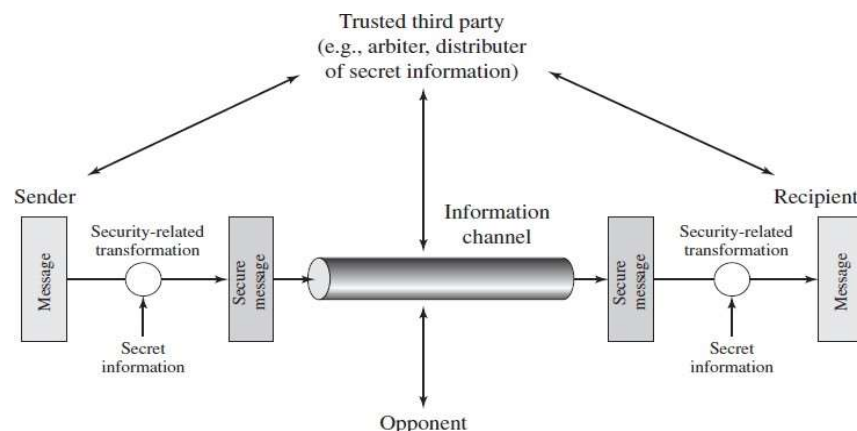 Trusted third party
(e.g., arbiter, distributer
of secret information)
Sender
Recipient
Information
channel
Security-related
transformation
Security-related
transformation
Message
Secure
message
Secure
message
Message
Secret
information
Secret
information
Opponent